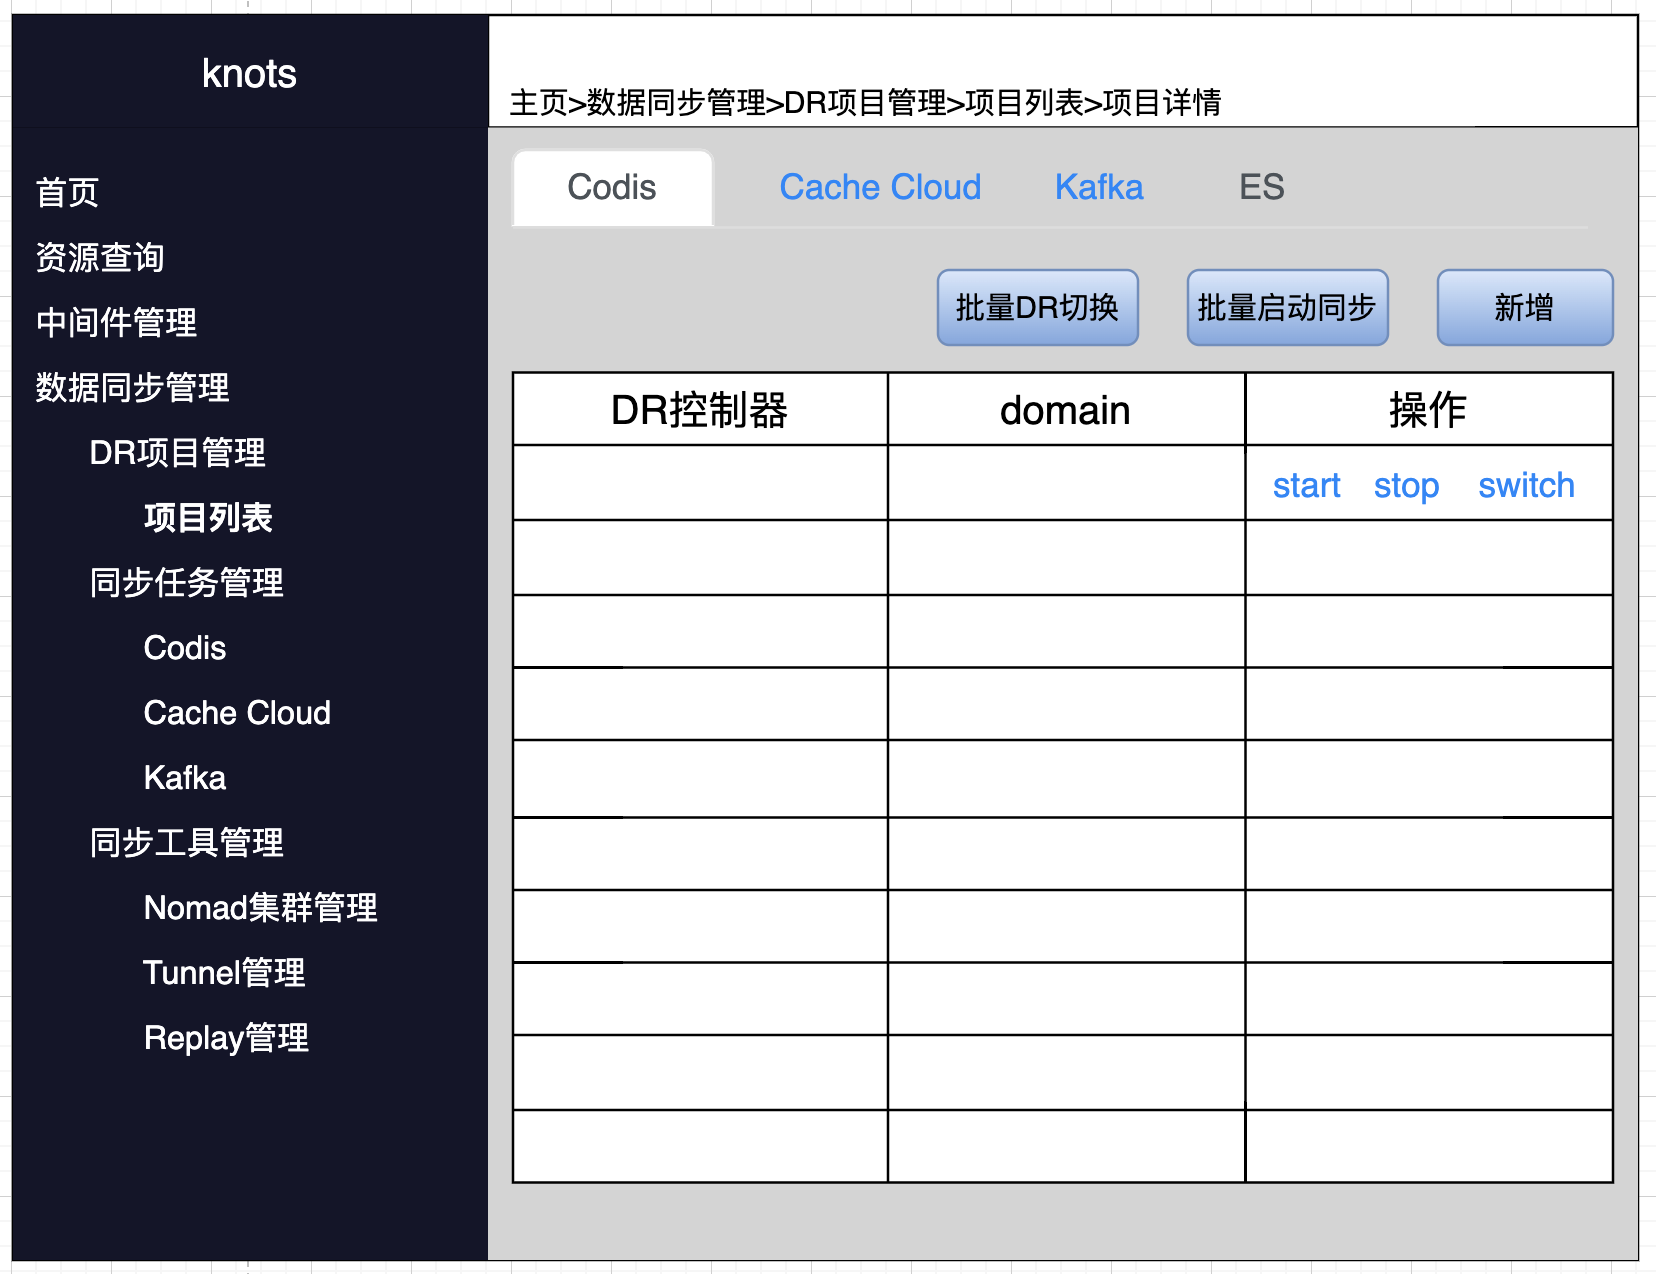 knots
主页>数据同步管理>DR项目管理>项目列表>项目详情
首页
资源查询
中间件管理
数据同步管理
DR项目管理
项目列表
同步任务管理
Codis
Cache Cloud
Kafka
同步工具管理
Nomad集群管理
Tunnel管理
Replay管理
Codis Cache Cloud Kafka ES
批量DR切换 批量启动同步 新增
DR控制器 domain 操作
start stop switch